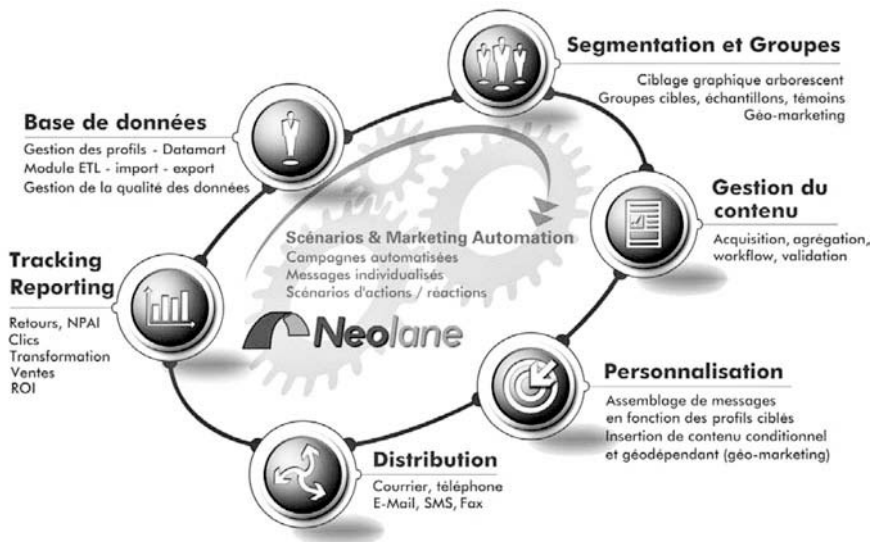 Segmentation et Groupes
Ciblage graphique arborescent
Groupes cibles, échantillons, témoins
Géo-marketing
Base de données
Gestion des profils - Datamart
Module ETL - import - export
Gestion de la qualité des données
Gestion du
contenu
Acquisition, agrégation,
workflow, validation
Scénarios & Marketing Automation
Campagnes automatisées
Messages individualisés
Scénarios d'actions / réactions
Neolane
Tracking
Reporting
Retours, NPAI
Clics
Transformation
Ventes
ROI
Personnalisation
Assemblage de messages
en fonction des profils ciblés
Insertion de contenu conditionnel
et géodépendant (géo-marketing)
Distribution
Courrier, téléphone
E-Mail, SMS, Fax